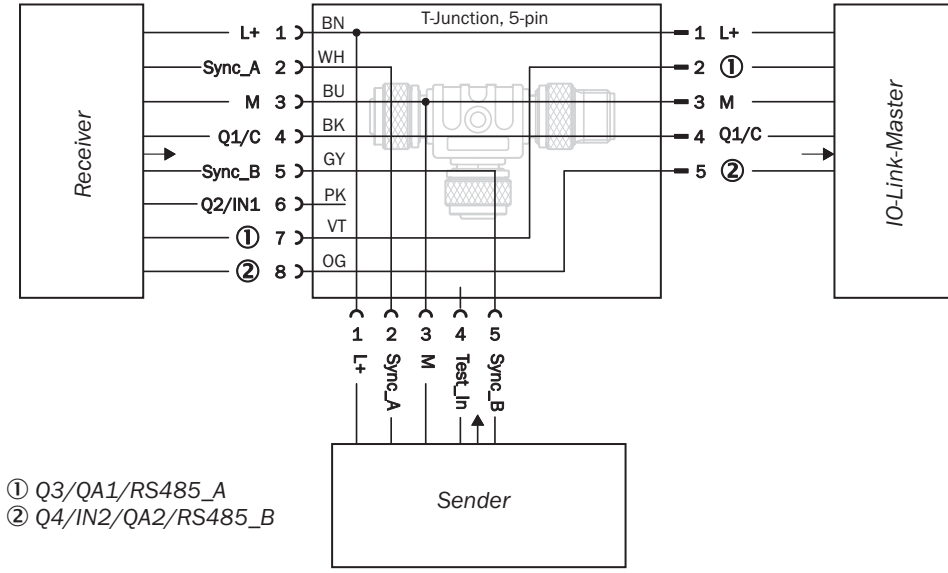 T-Junction, 5-pin
Receiver
L+ 1 BN
Sync_A 2 WH
M 3 BU
Q1/C 4 BK
Sync_B 5 GY
Q2/IN1 6 PK
① 7 VT
② 8 OG
1 L+
2 ①
3 M
4 Q1/C
5 ②
IO-Link-Master
1 2 3 4 5
L+
Sync_A
M
Test_In
Sync_B
Sender
① Q3/QA1/RS485_A
② Q4/IN2/QA2/RS485_B